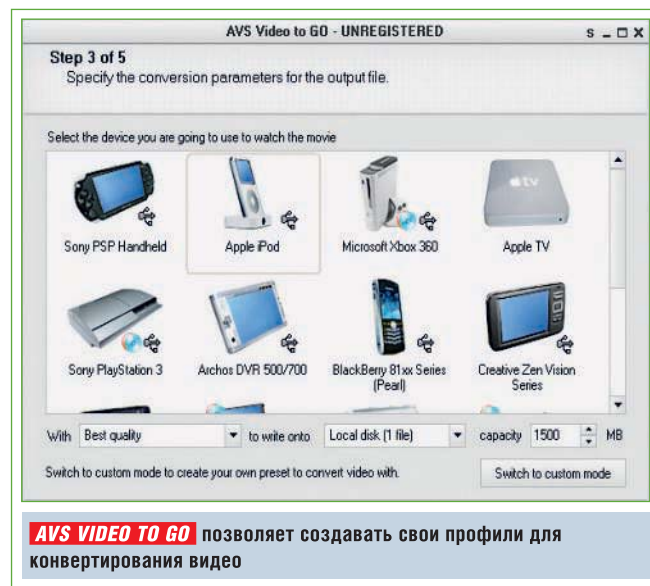 AVS Video to GO - UNREGISTERED
S
Step 3 of 5
Specify the conversion parameters for the output file.
Select the device you are going to use to watch the movie
tv
Sony PSP Handheld
Apple iPod
Microsoft Xbox 360
Apple TV
Sony PlayStation 3
Archos DVR 500/700
BlackBerry 81xx Series
(Pearl)
Creative Zen Vision
Series
With Best quality to write onto Local disk (1 file) capacity 1500 MB
Switch to custom mode to create your own preset to convert video with.
Switch to custom mode
AVS VIDEO TO GO позволяет создавать свои профили для
конвертирования видео